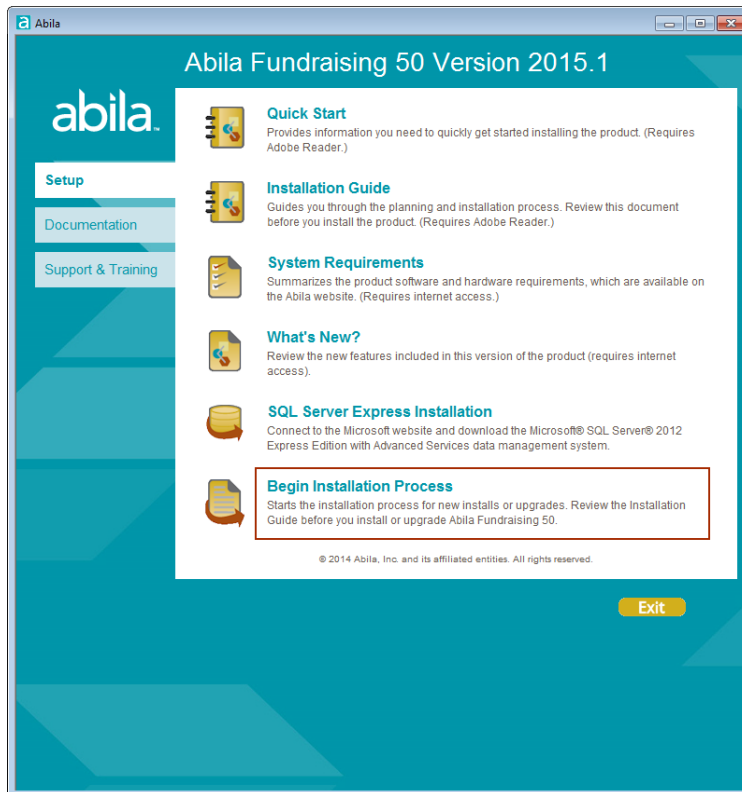 Abila
Abila Fundraising 50 Version 2015.1
abila
Setup
Documentation
Support & Training
Quick Start
Provides information you need to quickly get started installing the product. (Requires
Adobe Reader.)
Installation Guide
Guides you through the planning and installation process. Review this document
before you install the product. (Requires Adobe Reader.)
System Requirements
Summarizes the product software and hardware requirements, which are available on
the Abila website. (Requires internet access.)
What's New?
Review the new features included in this version of the product (requires internet
access).
SQL Server Express Installation
Connect to the Microsoft website and download the Microsoft® SQL Server® 2012
Express Edition with Advanced Services data management system.
Begin Installation Process
Starts the installation process for new installs or upgrades. Review the Installation
Guide before you install or upgrade Abila Fundraising 50.
© 2014 Abila, Inc. and its affiliated entities. All rights reserved.
Exit